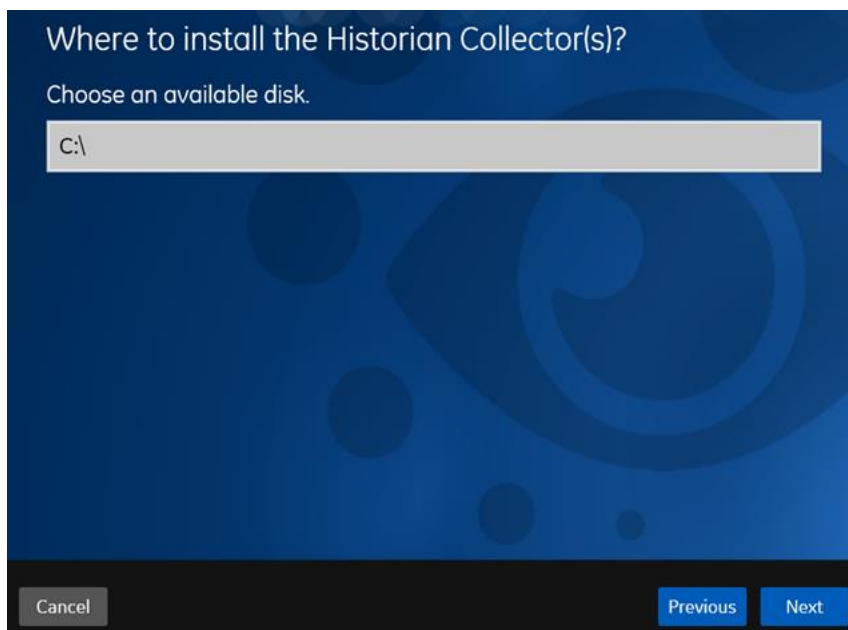 Where to install the Historian Collector(s)?
Choose an available disk.
C:\
Cancel
Previous
Next